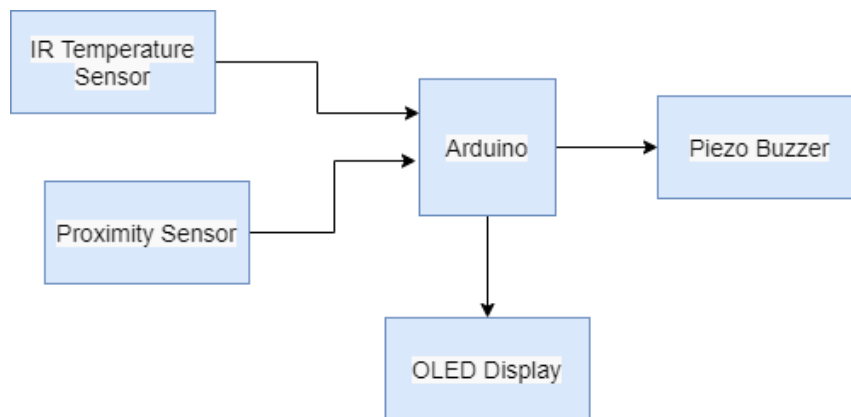 IR Temperature
Sensor
Arduino
Piezo Buzzer
Proximity Sensor
OLED Display